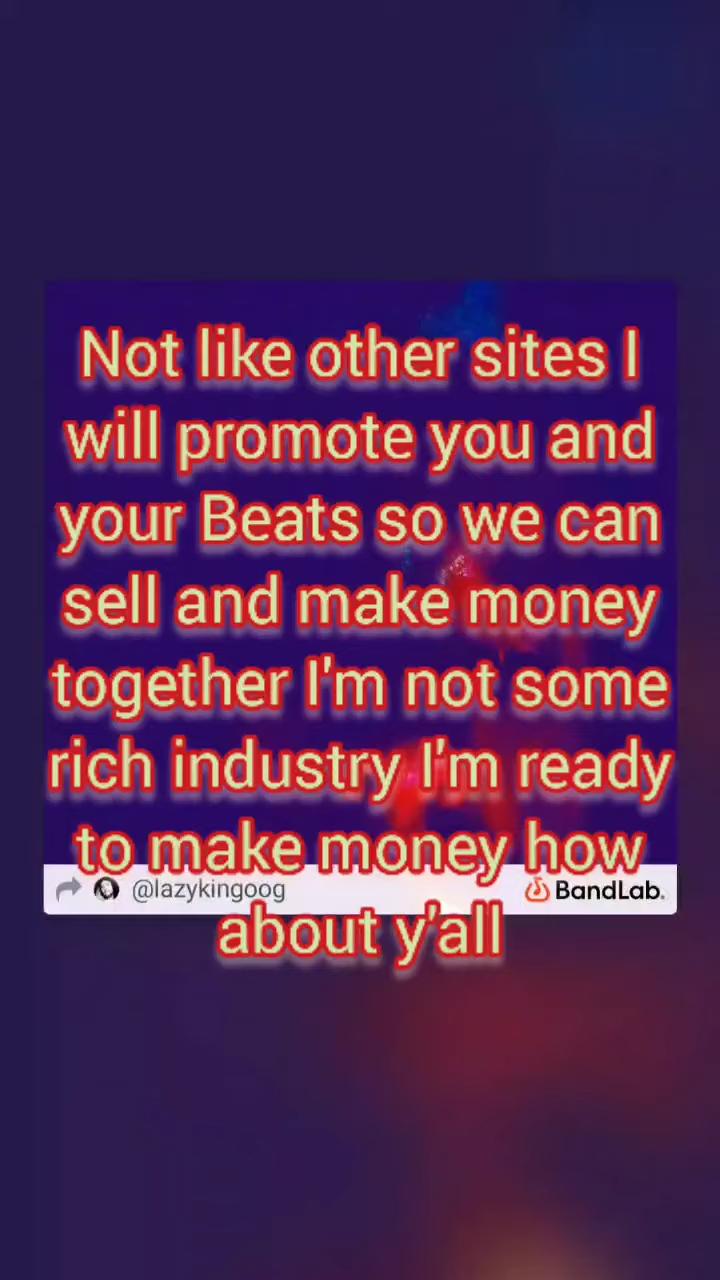 Not like other sites I
will promote you and
your Beats so we can
sell and make money
together I'm not some
rich industry I'm ready
to make money how
@lazykingoog BandLab.
about y'all